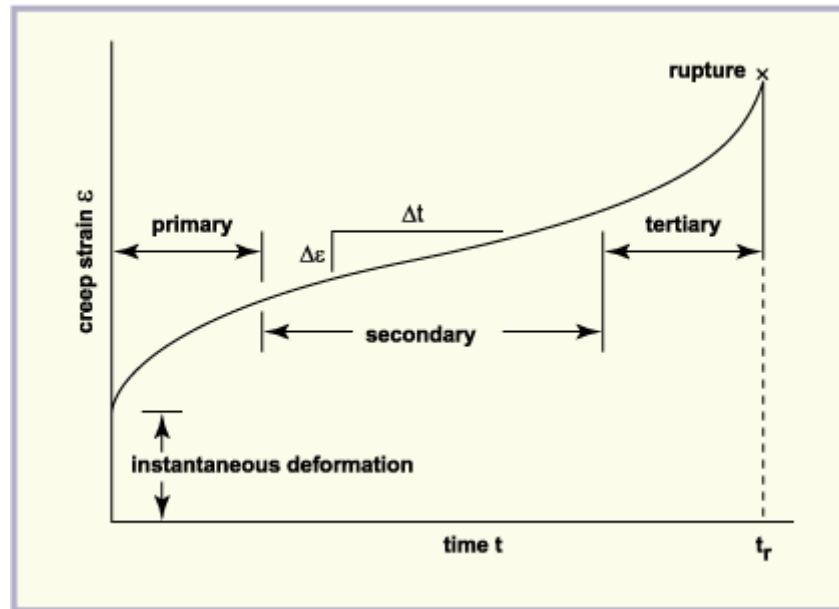 rupture ×
primary
Δt
tertiary
Δε
creep strain ε
secondary
instantaneous deformation
time t
tr